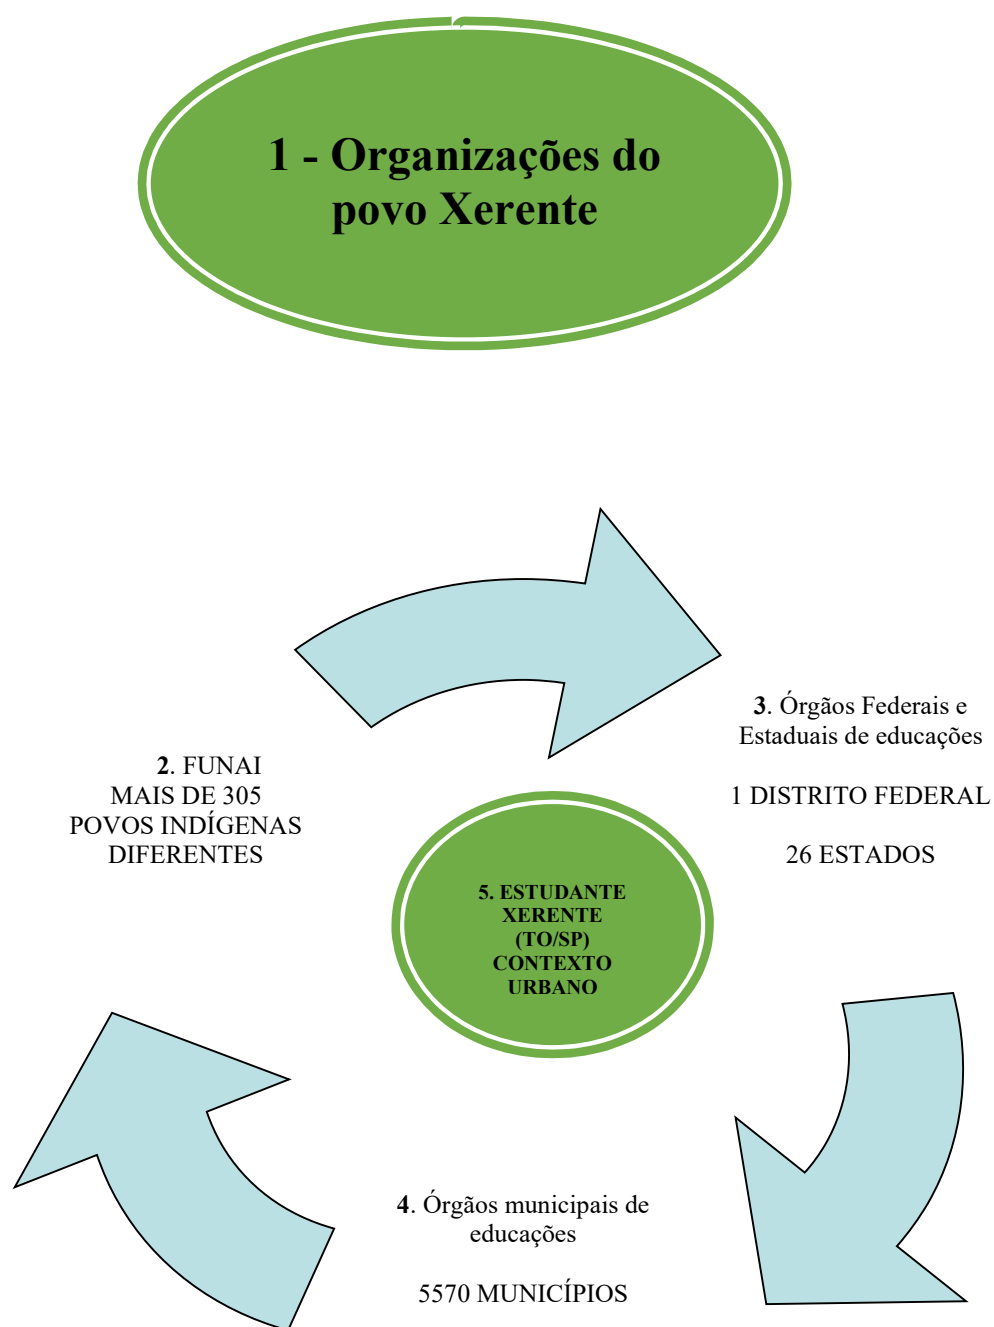 1 - Organizações do
povo Xerente
2. FUNAI
MAIS DE 305
POVOS INDÍGENAS
DIFERENTES
3. Órgãos Federais e
Estaduais de educações
1 DISTRITO FEDERAL
26 ESTADOS
5. ESTUDANTE
XERENTE
(TO/SP)
CONTEXTO
URBANO
4. Órgãos municipais de
educações
5570 MUNICÍPIOS